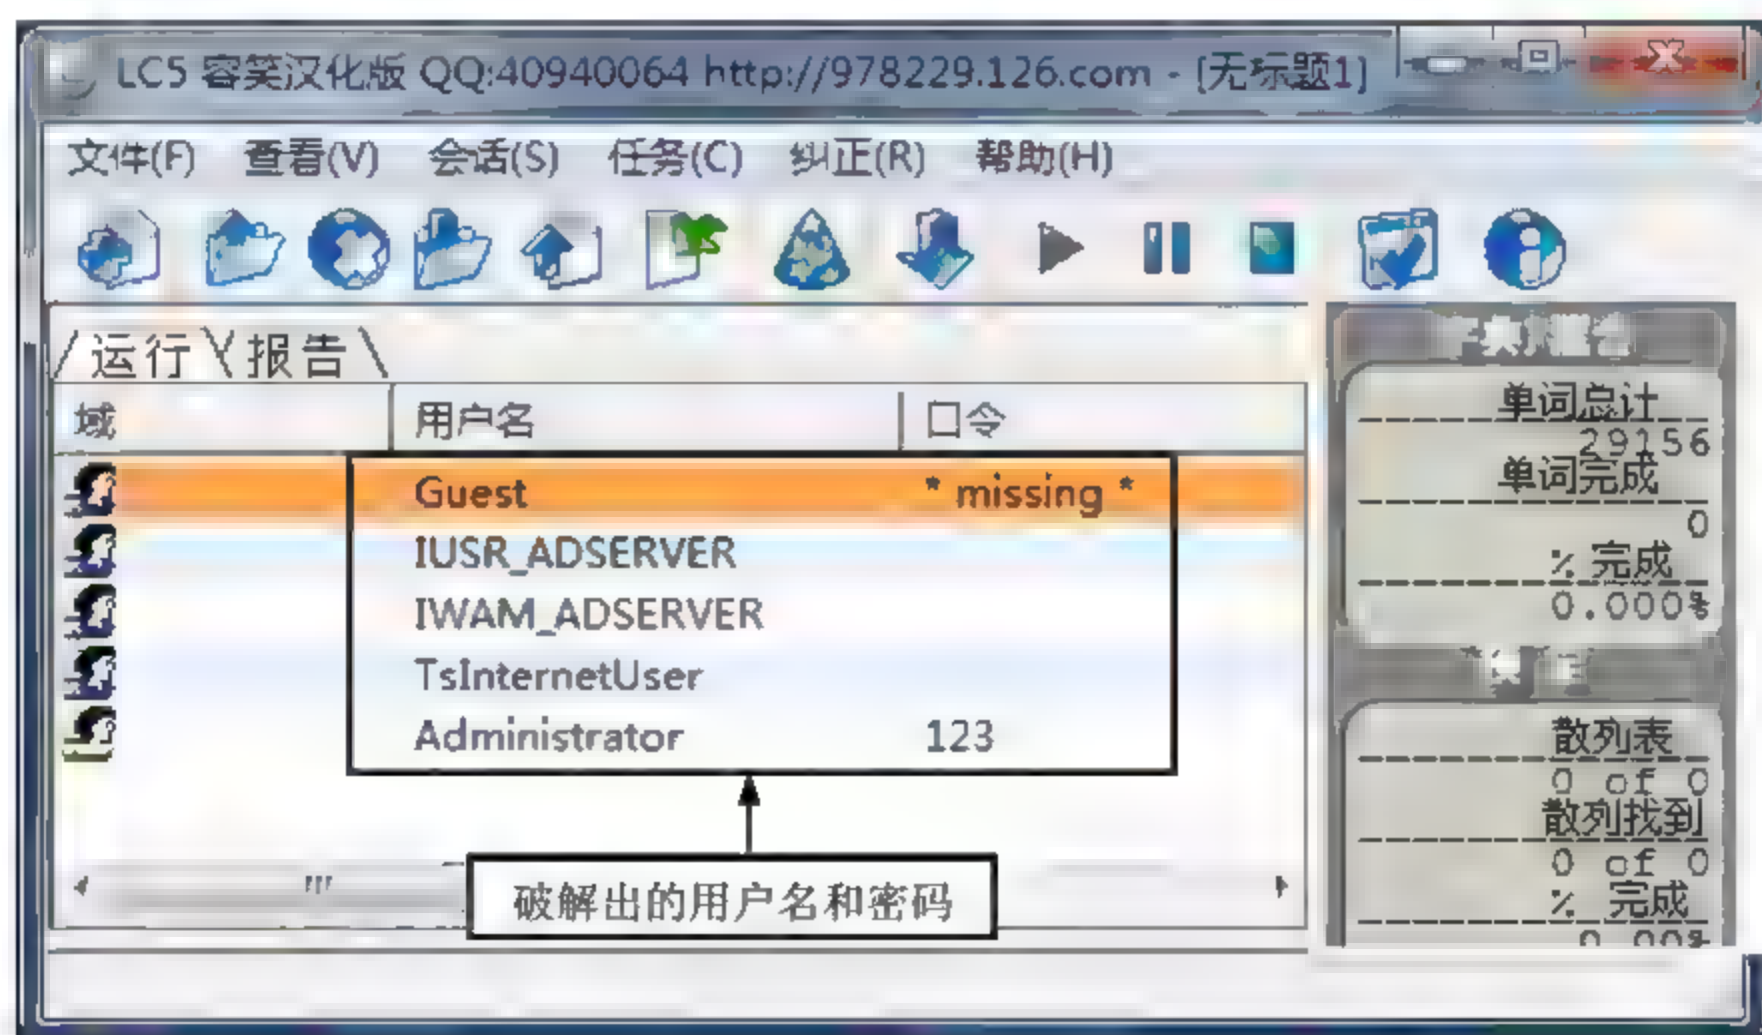 LC5 容笑汉化版 QQ:40940064 http://978229.126.com - [无标题1]
文件(F) 查看(V) 会话(S) 任务(C) 纠正(R) 帮助(H)
运行 报告
域 用户名 口令
Guest * missing *
IUSR_ADSERVER
IWAM_ADSERVER
TsInternetUser
Administrator 123
破解出的用户名和密码
单词总计
29156
单词完成
0
% 完成
0.000%
散列表
0 of 0
散列找到
0 of 0
% 完成